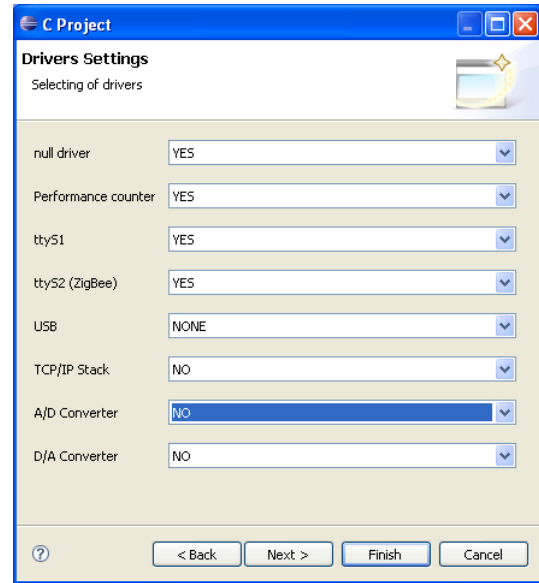 C Project
Drivers Settings
Selecting of drivers
null driver YES
Performance counter YES
ttyS1 YES
ttyS2 (ZigBee) YES
USB NONE
TCP/IP Stack NO
A/D Converter NO
D/A Converter NO
? < Back Next > Finish Cancel